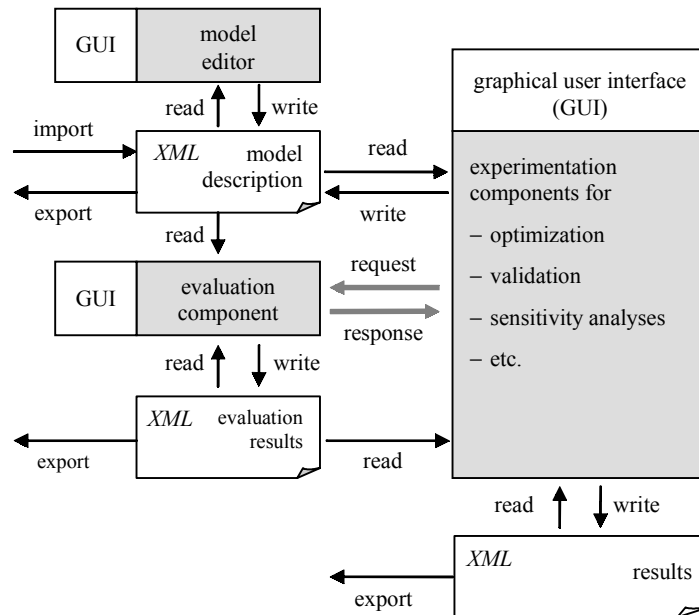 GUI
model
editor
read
write
import
XML
model
description
export
read
write
read
graphical user interface
(GUI)
experimentation
components for
– optimization
– validation
– sensitivity analyses
– etc.
GUI
evaluation
component
request
response
read
write
XML
evaluation
results
export
read
read
write
XML
results
export